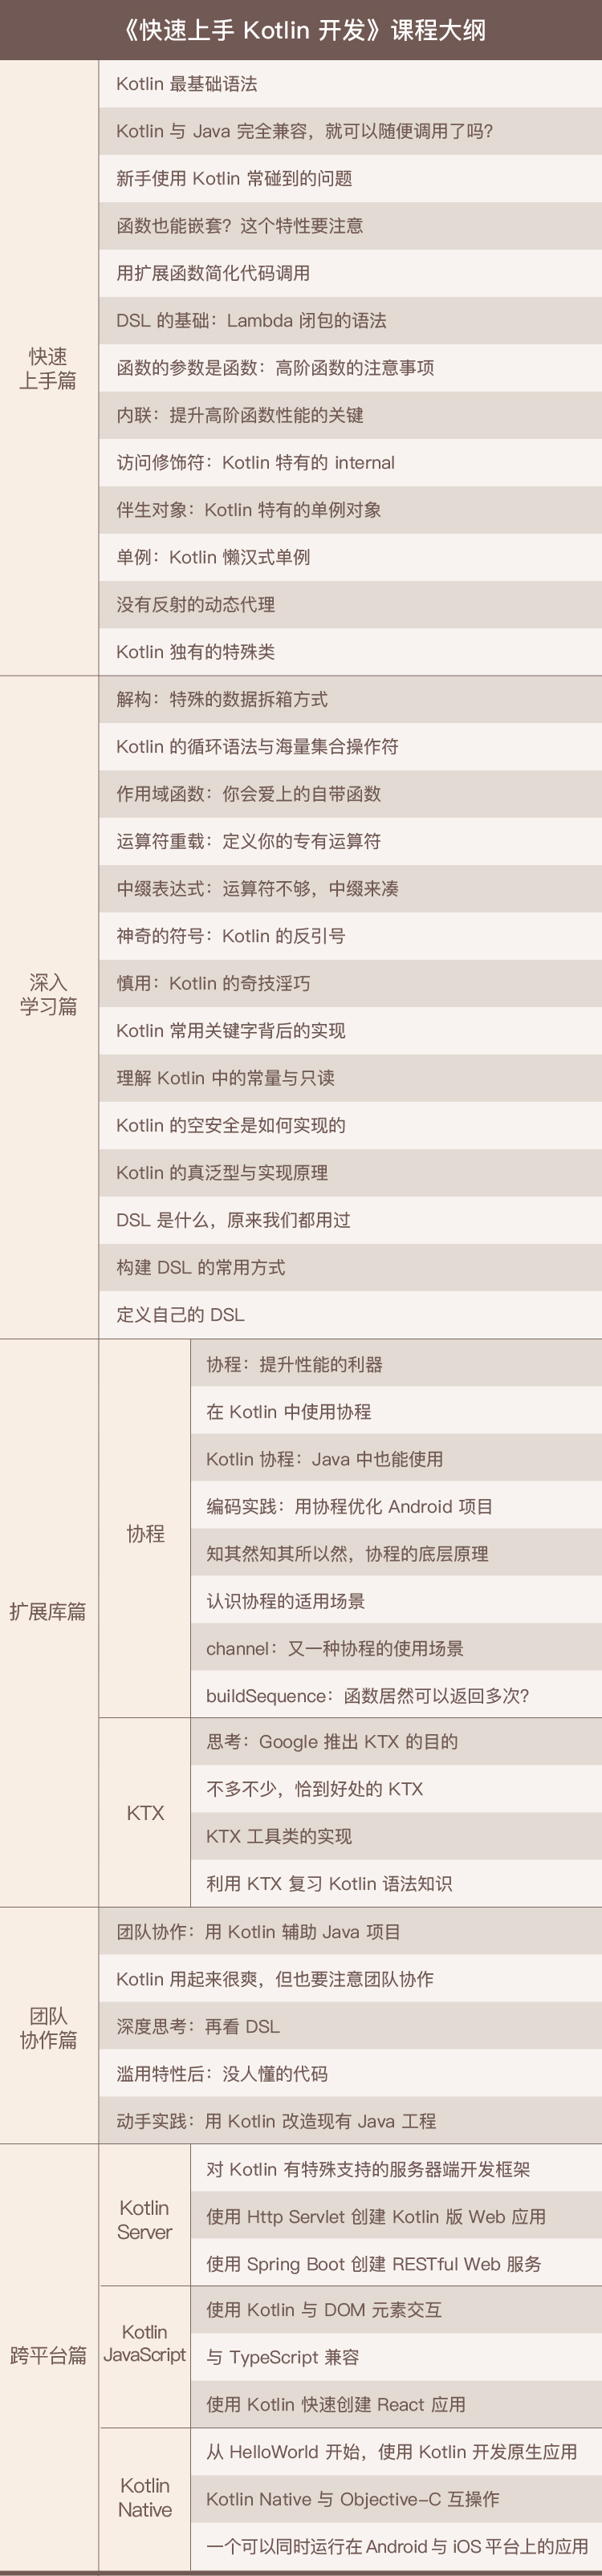 《快速上手 Kotlin 开发》课程大纲
快速
上手篇
Kotlin 最基础语法
Kotlin 与 Java 完全兼容，就可以随便调用了吗？
新手使用 Kotlin 常碰到的问题
函数也能嵌套？这个特性要注意
用扩展函数简化代码调用
DSL 的基础：Lambda 闭包的语法
函数的参数是函数：高阶函数的注意事项
内联：提升高阶函数性能的关键
访问修饰符：Kotlin 特有的 internal
伴生对象：Kotlin 特有的单例对象
单例：Kotlin 懒汉式单例
没有反射的动态代理
Kotlin 独有的特殊类
深入
学习篇
解构：特殊的数据拆箱方式
Kotlin 的循环语法与海量集合操作符
作用域函数：你会爱上的自带函数
运算符重载：定义你的专有运算符
中缀表达式：运算符不够，中缀来凑
神奇的符号：Kotlin 的反引号
慎用：Kotlin 的奇技淫巧
Kotlin 常用关键字背后的实现
理解 Kotlin 中的常量与只读
Kotlin 的空安全是如何实现的
Kotlin 的真泛型与实现原理
DSL 是什么，原来我们都用过
构建 DSL 的常用方式
定义自己的 DSL
扩展库篇
协程
协程：提升性能的利器
在 Kotlin 中使用协程
Kotlin 协程：Java 中也能使用
编码实践：用协程优化 Android 项目
知其然知其所以然，协程的底层原理
认识协程的适用场景
channel：又一种协程的使用场景
buildSequence：函数居然可以返回多次？
KTX
思考：Google 推出 KTX 的目的
不多不少，恰到好处的 KTX
KTX 工具类的实现
利用 KTX 复习 Kotlin 语法知识
团队
协作篇
团队协作：用 Kotlin 辅助 Java 项目
Kotlin 用起来很爽，但也要注意团队协作
深度思考：再看 DSL
滥用特性后：没人懂的代码
动手实践：用 Kotlin 改造现有 Java 工程
跨平台篇
Kotlin
Server
对 Kotlin 有特殊支持的服务器端开发框架
使用 Http Servlet 创建 Kotlin 版 Web 应用
使用 Spring Boot 创建 RESTful Web 服务
Kotlin
JavaScript
使用 Kotlin 与 DOM 元素交互
与 TypeScript 兼容
使用 Kotlin 快速创建 React 应用
Kotlin
Native
从 HelloWorld 开始，使用 Kotlin 开发原生应用
Kotlin Native 与 Objective-C 互操作
一个可以同时运行在 Android 与 iOS 平台上的应用